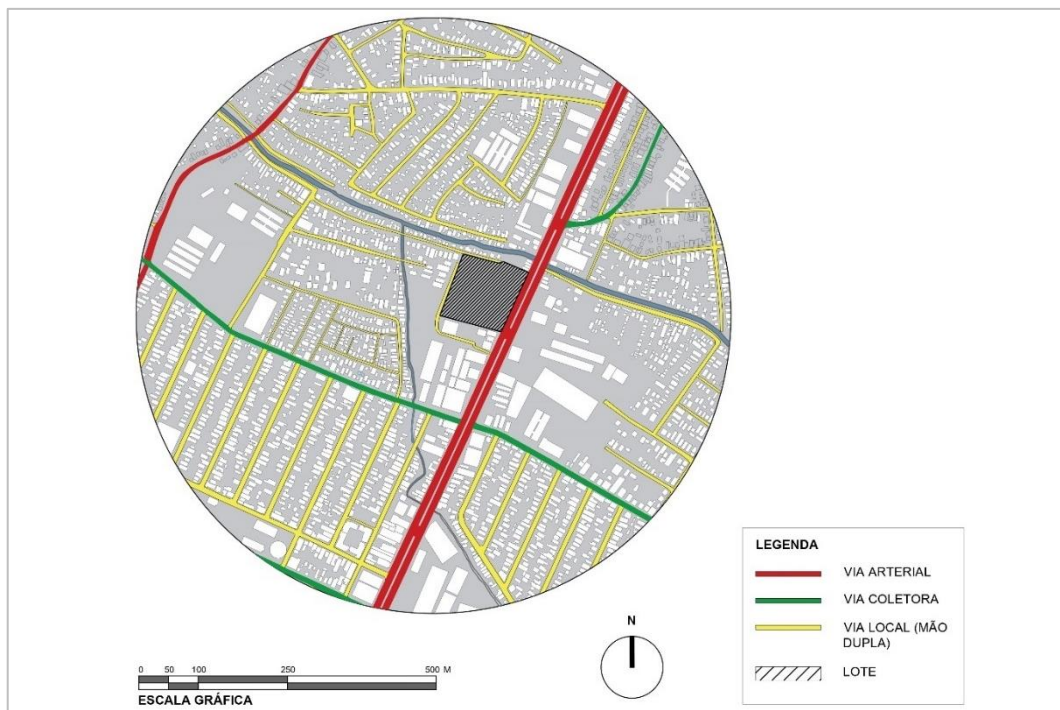 N
LEGENDA
VIA ARTERIAL
VIA COLETORA
VIA LOCAL (MÃO
DUPLA)
LOTE
0 50 100 250 500 M
ESCALA GRÁFICA